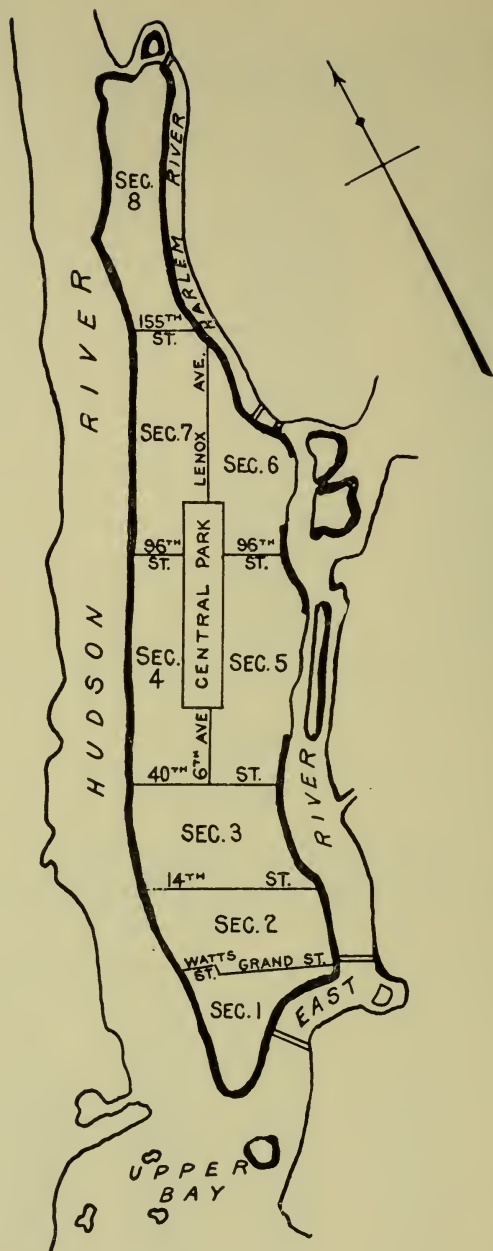 HARLEM RIVER
SEC.
8
HUDSON RIVER
155TH
ST.
LENOX AVE.
SEC. 7
SEC. 6
96TH
ST.
96TH
ST.
CENTRAL PARK
SEC.
4
SEC. 5
6TH AVE
40TH ST.
SEC. 3
14TH ST.
SEC. 2
WATTS
ST.
GRAND ST.
SEC. 1
EAST RIVER
UPPER
BAY